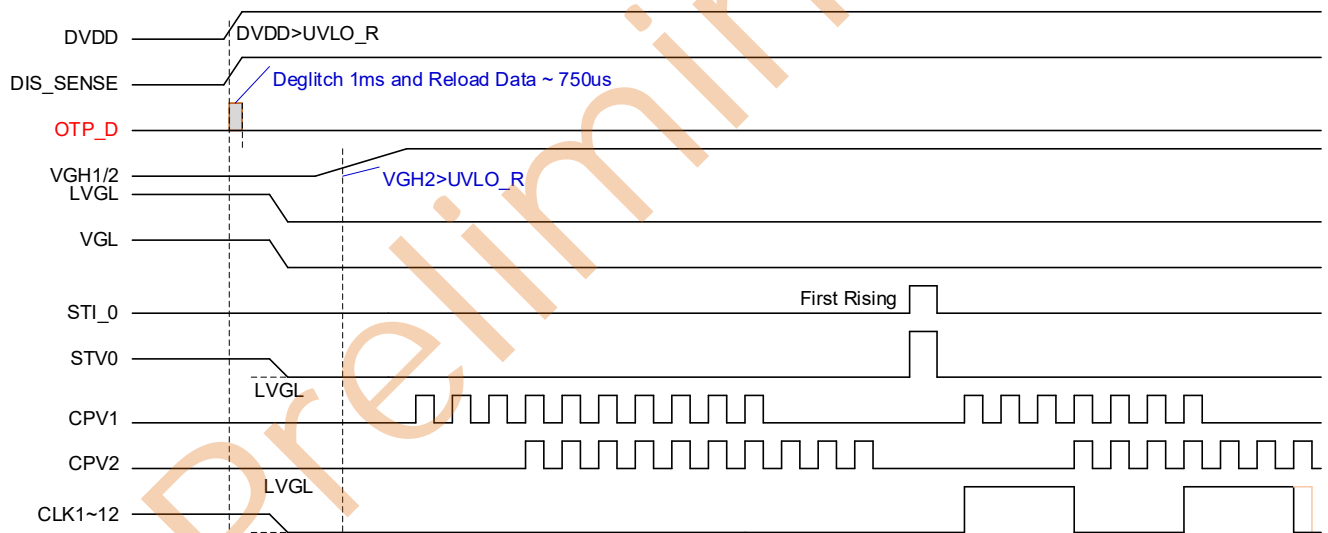 DVDD
DVDD>UVLO_R
DIS_SENSE
Deglitch 1ms and Reload Data ~ 750us
OTP_D
VGH1/2
VGH2>UVLO_R
LVGL
VGL
STI_0
First Rising
STV0
LVGL
CPV1
CPV2
LVGL
CLK1~12
Prelimin